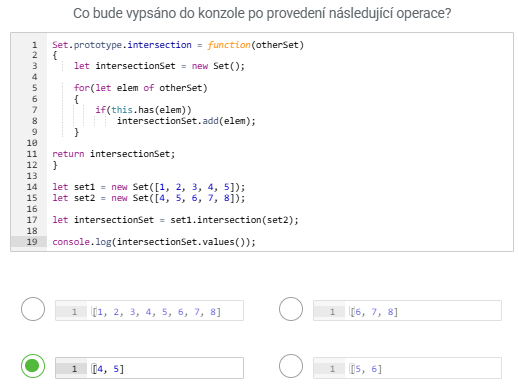 Co bude vypsáno do konzole po provedení následující operace?
1 Set.prototype.intersection = function(otherSet)
2 {
3 let intersectionSet = new Set();
4
5 for(let elem of otherSet)
6 {
7 if(this.has(elem))
8 intersectionSet.add(elem);
9 }
10
11 return intersectionSet;
12 }
13
14 let set1 = new Set([1, 2, 3, 4, 5]);
15 let set2 = new Set([4, 5, 6, 7, 8]);
16
17 let intersectionSet = set1.intersection(set2);
18
19 console.log(intersectionSet.values());
1 [1, 2, 3, 4, 5, 6, 7, 8]
1 [6, 7, 8]
1 [4, 5]
1 [5, 6]